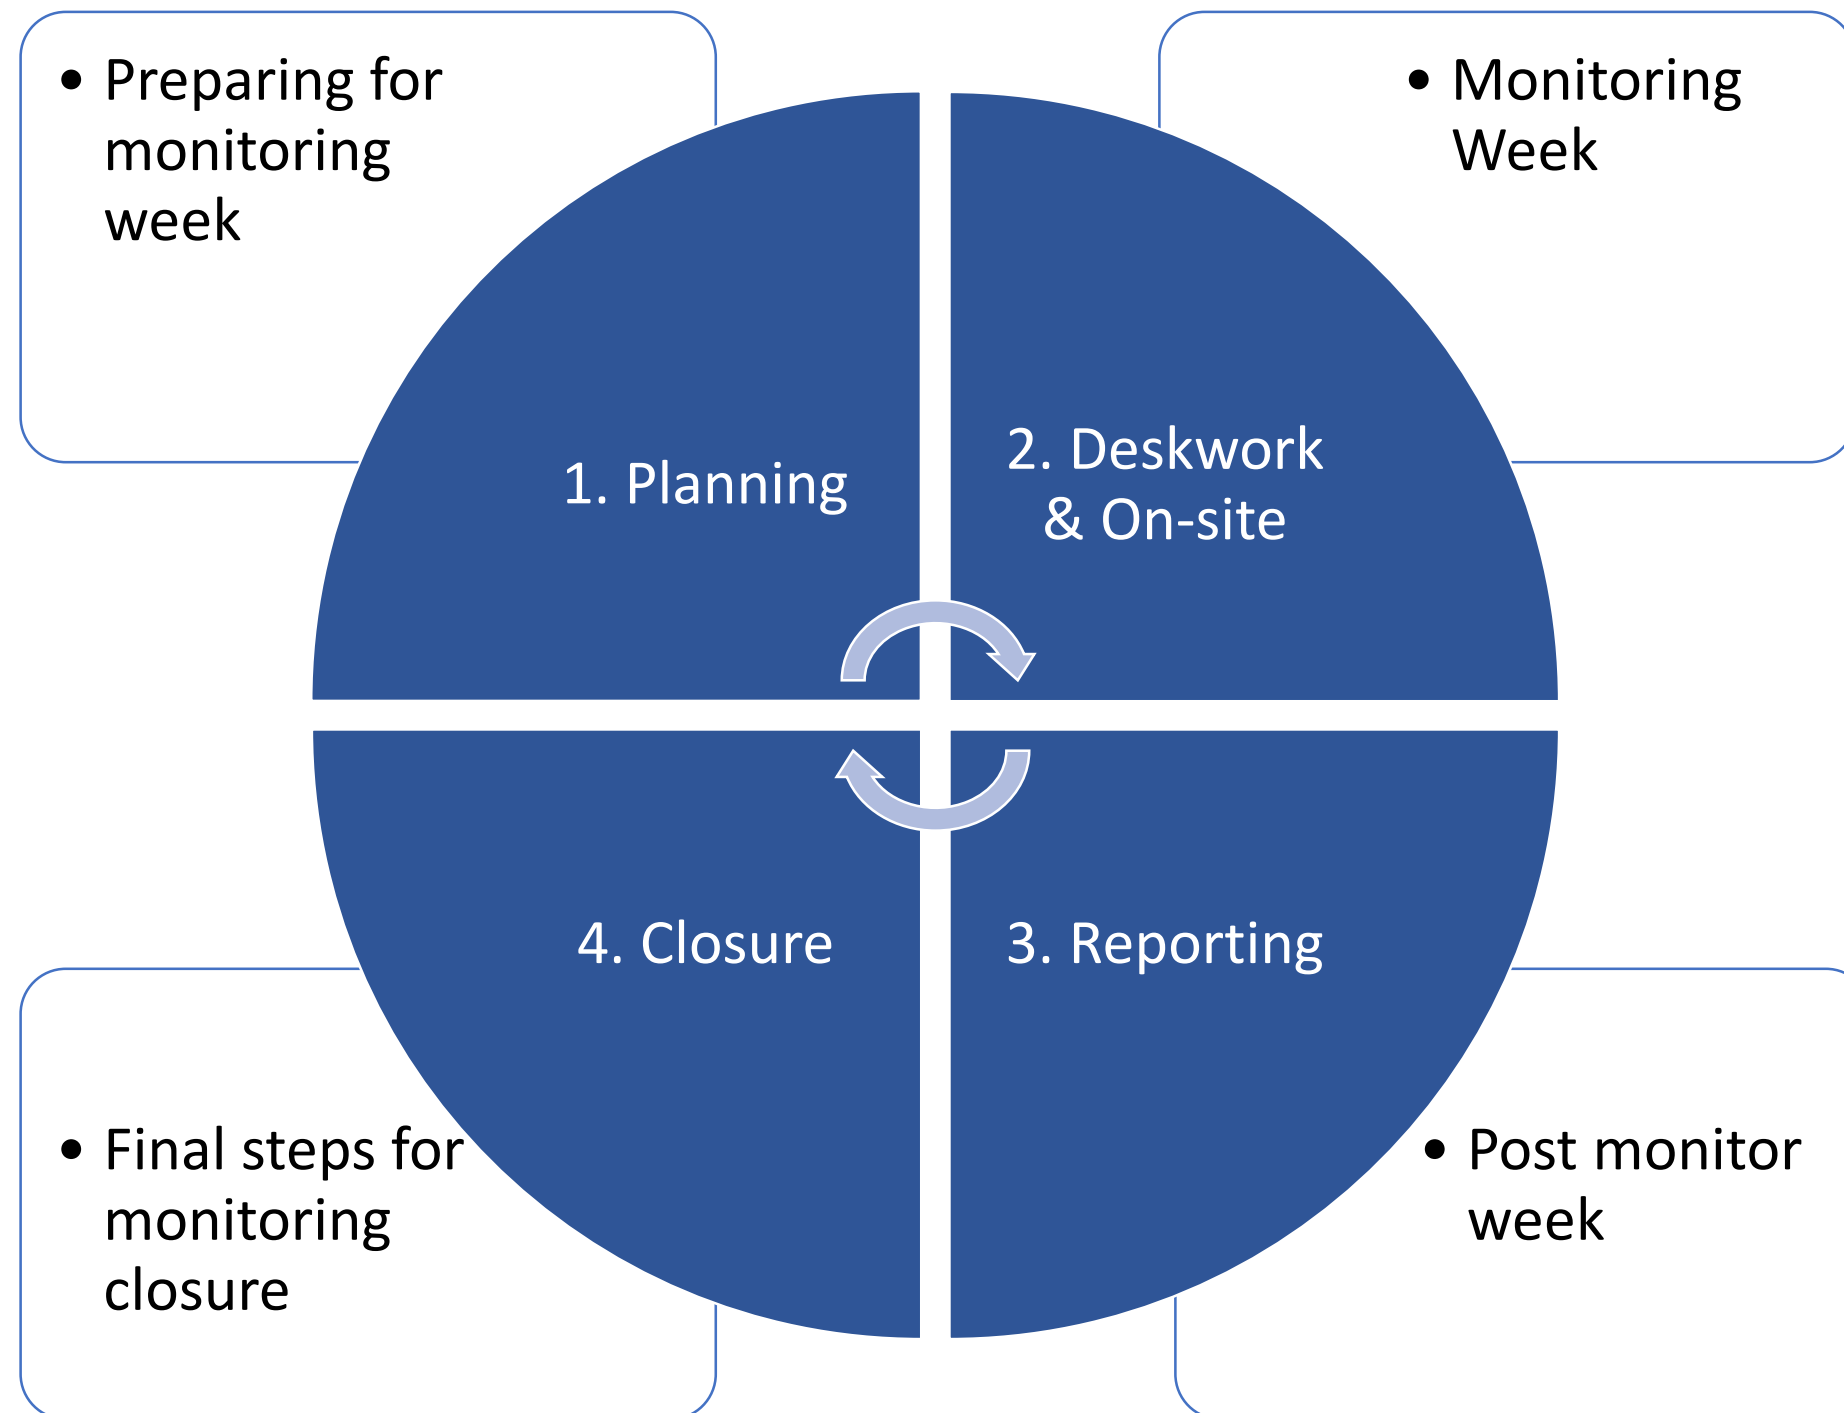 • Preparing for
monitoring
week
• Monitoring
Week
1. Planning
2. Deskwork
& On-site
4. Closure
3. Reporting
• Final steps for
monitoring
closure
• Post monitor
week